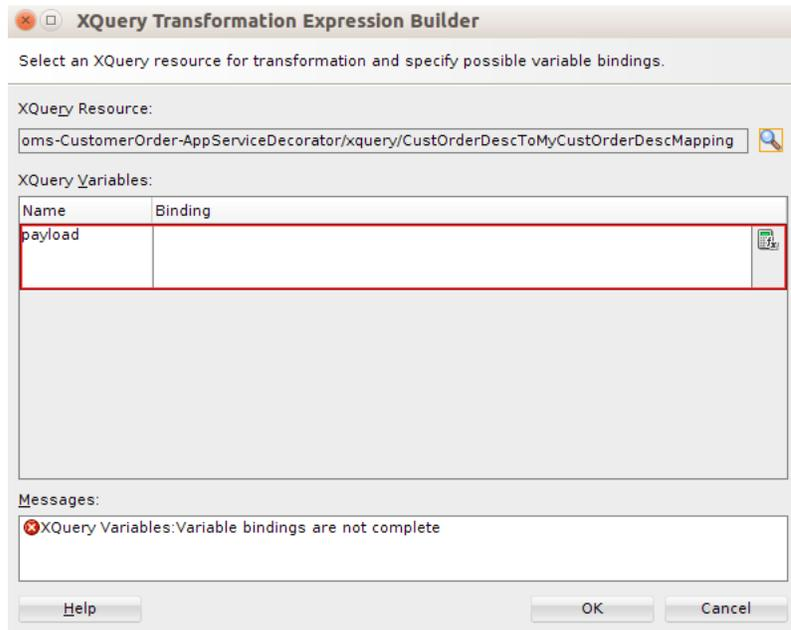 XQuery Transformation Expression Builder
Select an XQuery resource for transformation and specify possible variable bindings.
XQuery Resource:
oms-CustomerOrder-AppServiceDecorator/xquery/CustOrderDescToMyCustOrderDescMapping
XQuery Variables:
Name Binding
payload
Messages:
XQuery Variables:Variable bindings are not complete
Help OK Cancel